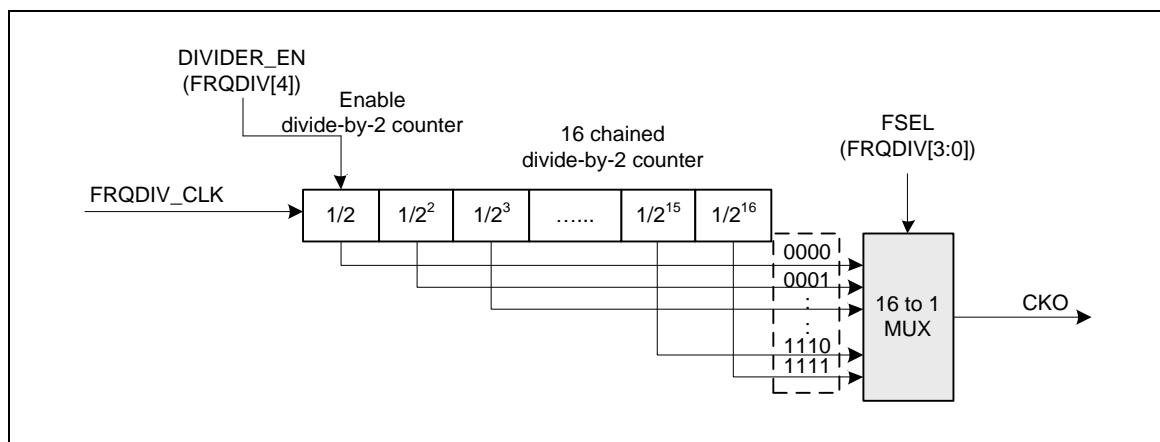 DIVIDER_EN
(FRQDIV[4])
Enable
divide-by-2 counter
16 chained
divide-by-2 counter
FSEL
(FRQDIV[3:0])
FRQDIV_CLK
1/2 1/2² 1/2³ …... 1/2¹⁵ 1/2¹⁶
0000
0001
:
:
1110
1111
16 to 1
MUX
CKO